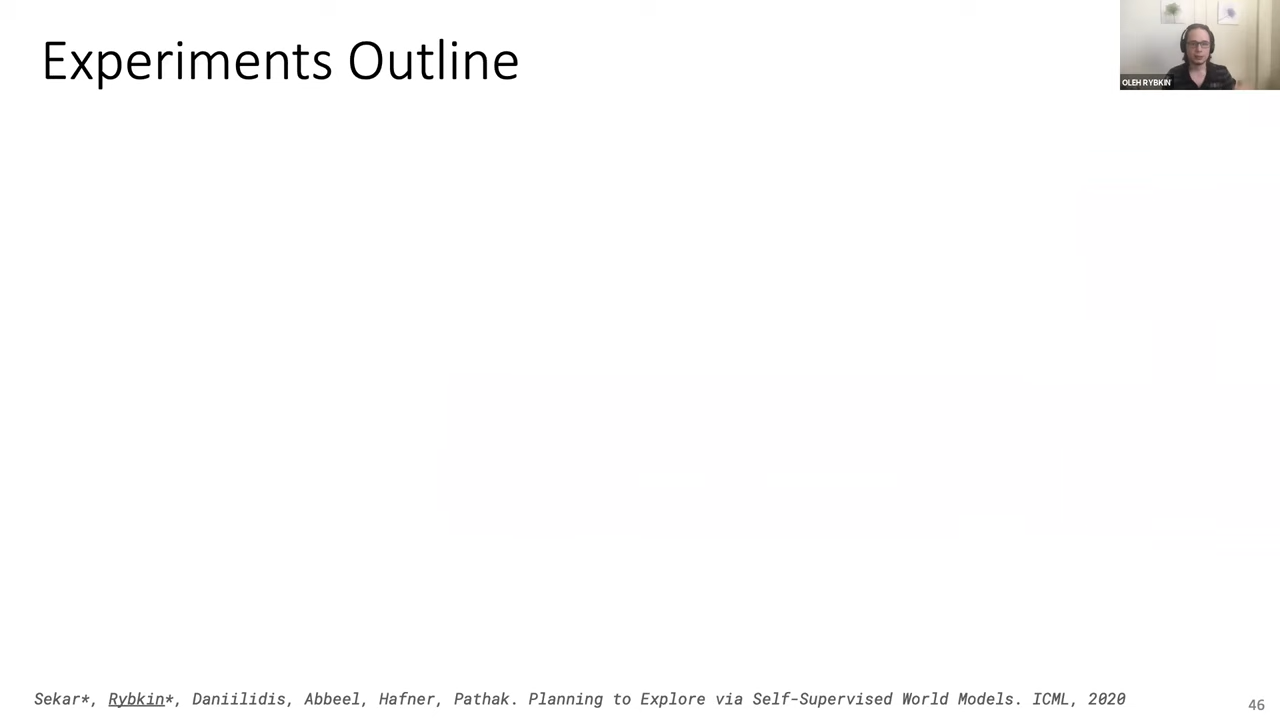 Experiments Outline
OLEH RYBKIN
Sekar*, Rybkin*, Daniilidis, Abbeel, Hafner, Pathak. Planning to Explore via Self-Supervised World Models. ICML, 2020
46